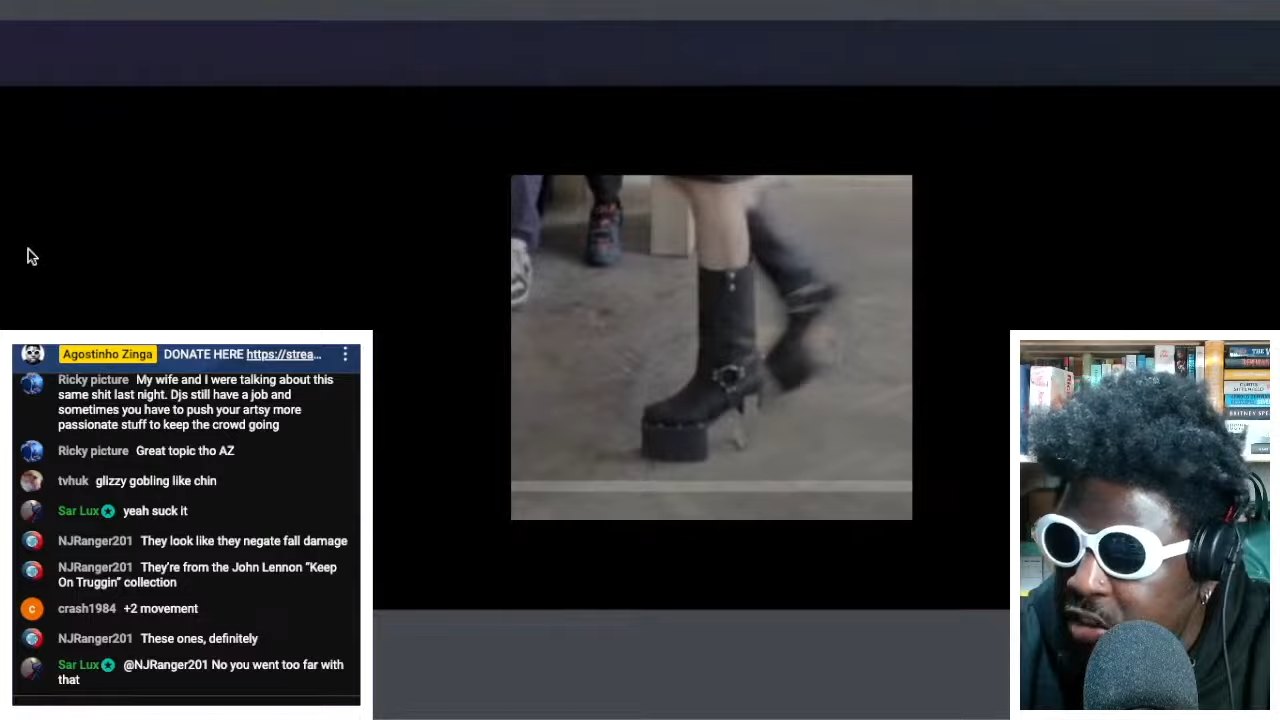 Agostinho Zinga DONATE HERE https://strea...
Ricky picture My wife and I were talking about this
same shit last night. Djs still have a job and
sometimes you have to push your artsy more
passionate stuff to keep the crowd going
Ricky picture Great topic tho AZ
tvhuk glizzy gobling like chin
Sar Lux yeah suck it
NJRanger201 They look like they negate fall damage
NJRanger201 They're from the John Lennon "Keep
On Truggin" collection
c crash1984 +2 movement
NJRanger201 These ones, definitely
Sar Lux @NJRanger201 No you went too far with
that
CURTIS
SITTENFELD
BRITNEY SPE